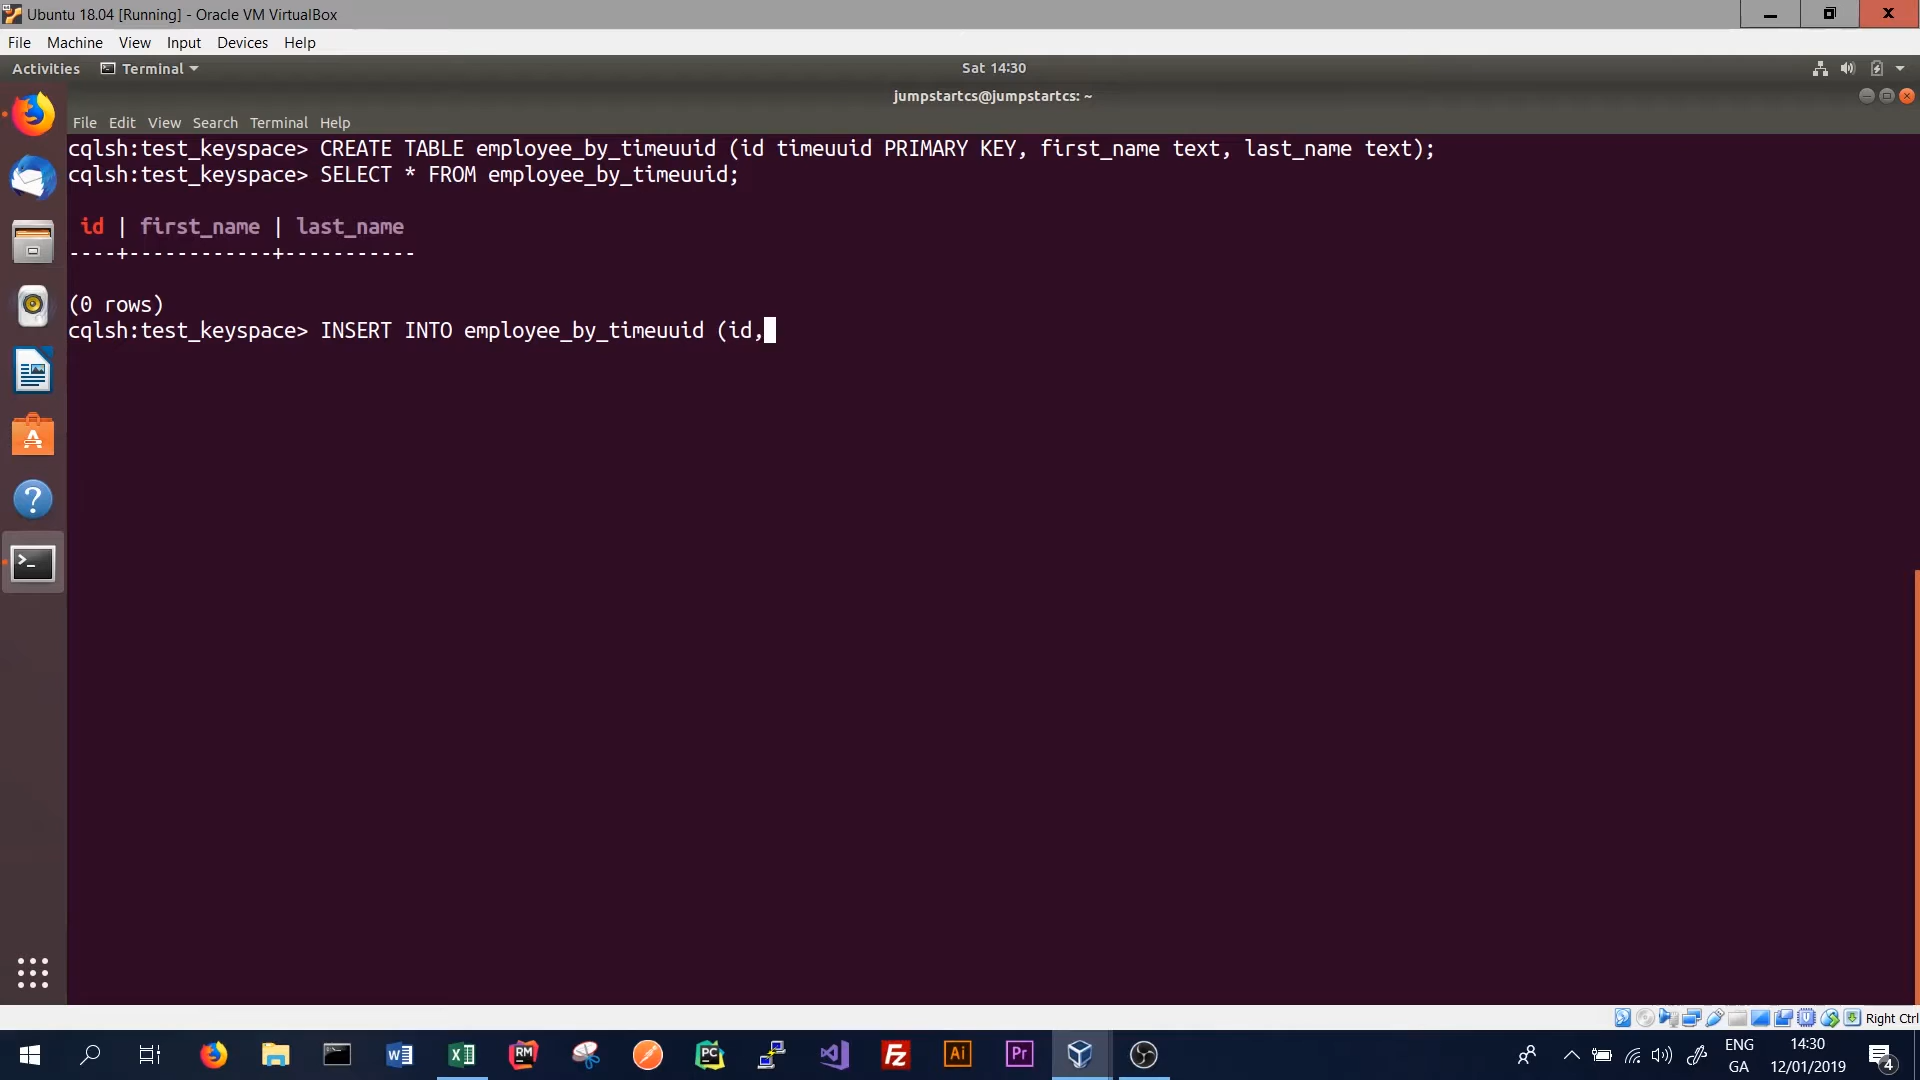 Ubuntu 18.04 [Running] - Oracle VM VirtualBox
File Machine View Input Devices Help
Activities Terminal Sat 14:30
jumpstartcs@jumpstartcs: ~
File Edit View Search Terminal Help
cqlsh:test_keyspace> CREATE TABLE employee_by_timeuuid (id timeuuid PRIMARY KEY, first_name text, last_name text);
cqlsh:test_keyspace> SELECT * FROM employee_by_timeuuid;
id | first_name | last_name
----+------------+-----------
(0 rows)
cqlsh:test_keyspace> INSERT INTO employee_by_timeuuid (id,
Right Ctrl
ENG 14:30
GA 12/01/2019
4